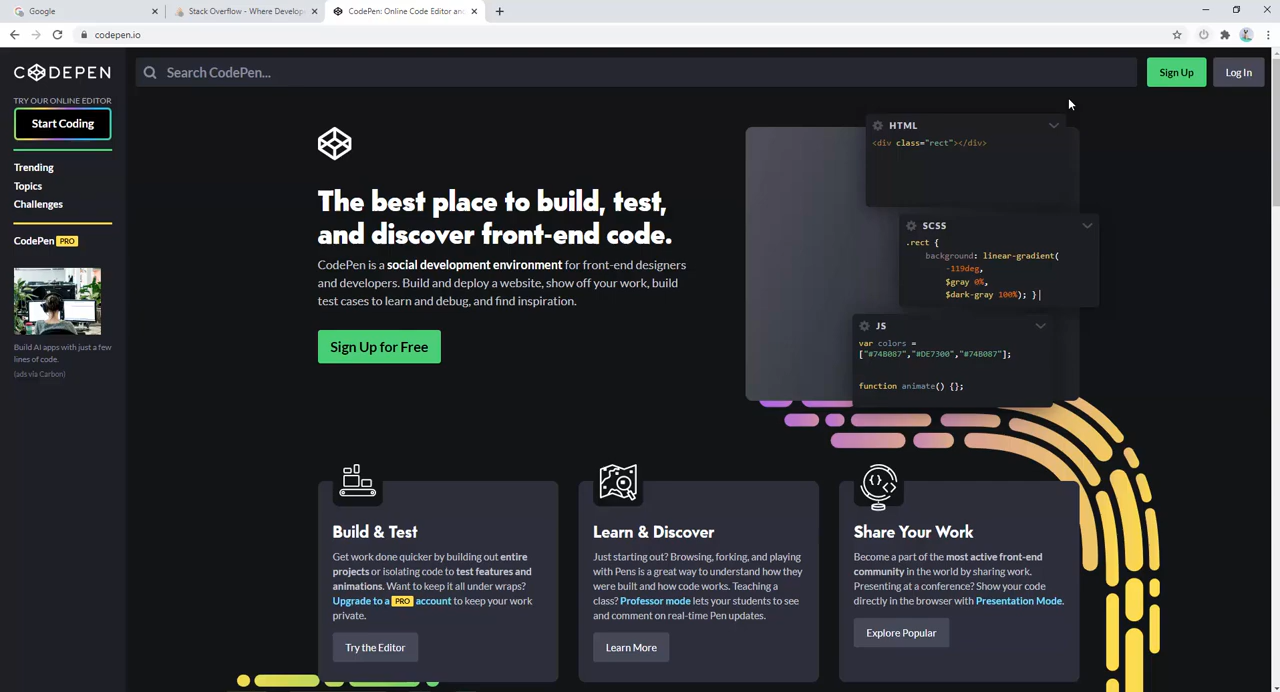 Google
Stack Overflow - Where Develop
CodePen: Online Code Editor and
codepen.io
CODEPEN
Search CodePen...
Sign Up
Log In
TRY OUR ONLINE EDITOR
Start Coding
Trending
Topics
Challenges
CodePen PRO
Build AI apps with just a few
lines of code.
(ads via Carbon)
The best place to build, test,
and discover front-end code.
CodePen is a social development environment for front-end designers
and developers. Build and deploy a website, show off your work, build
test cases to learn and debug, and find inspiration.
Sign Up for Free
HTML
<div class="rect"></div>
SCSS
.rect {
background: linear-gradient(
-119deg,
$gray 0%,
$dark-gray 100%); }
JS
var colors =
["#74B087","#DE7300","#74B087"];
function animate() {};
Build & Test
Get work done quicker by building out entire
projects or isolating code to test features and
animations. Want to keep it all under wraps?
Upgrade to a PRO account to keep your work
private.
Try the Editor
Learn & Discover
Just starting out? Browsing, forking, and playing
with Pens is a great way to understand how they
were built and how code works. Teaching a
class? Professor mode lets your students to see
and comment on real-time Pen updates.
Learn More
Share Your Work
Become a part of the most active front-end
community in the world by sharing work.
Presenting at a conference? Show your code
directly in the browser with Presentation Mode.
Explore Popular